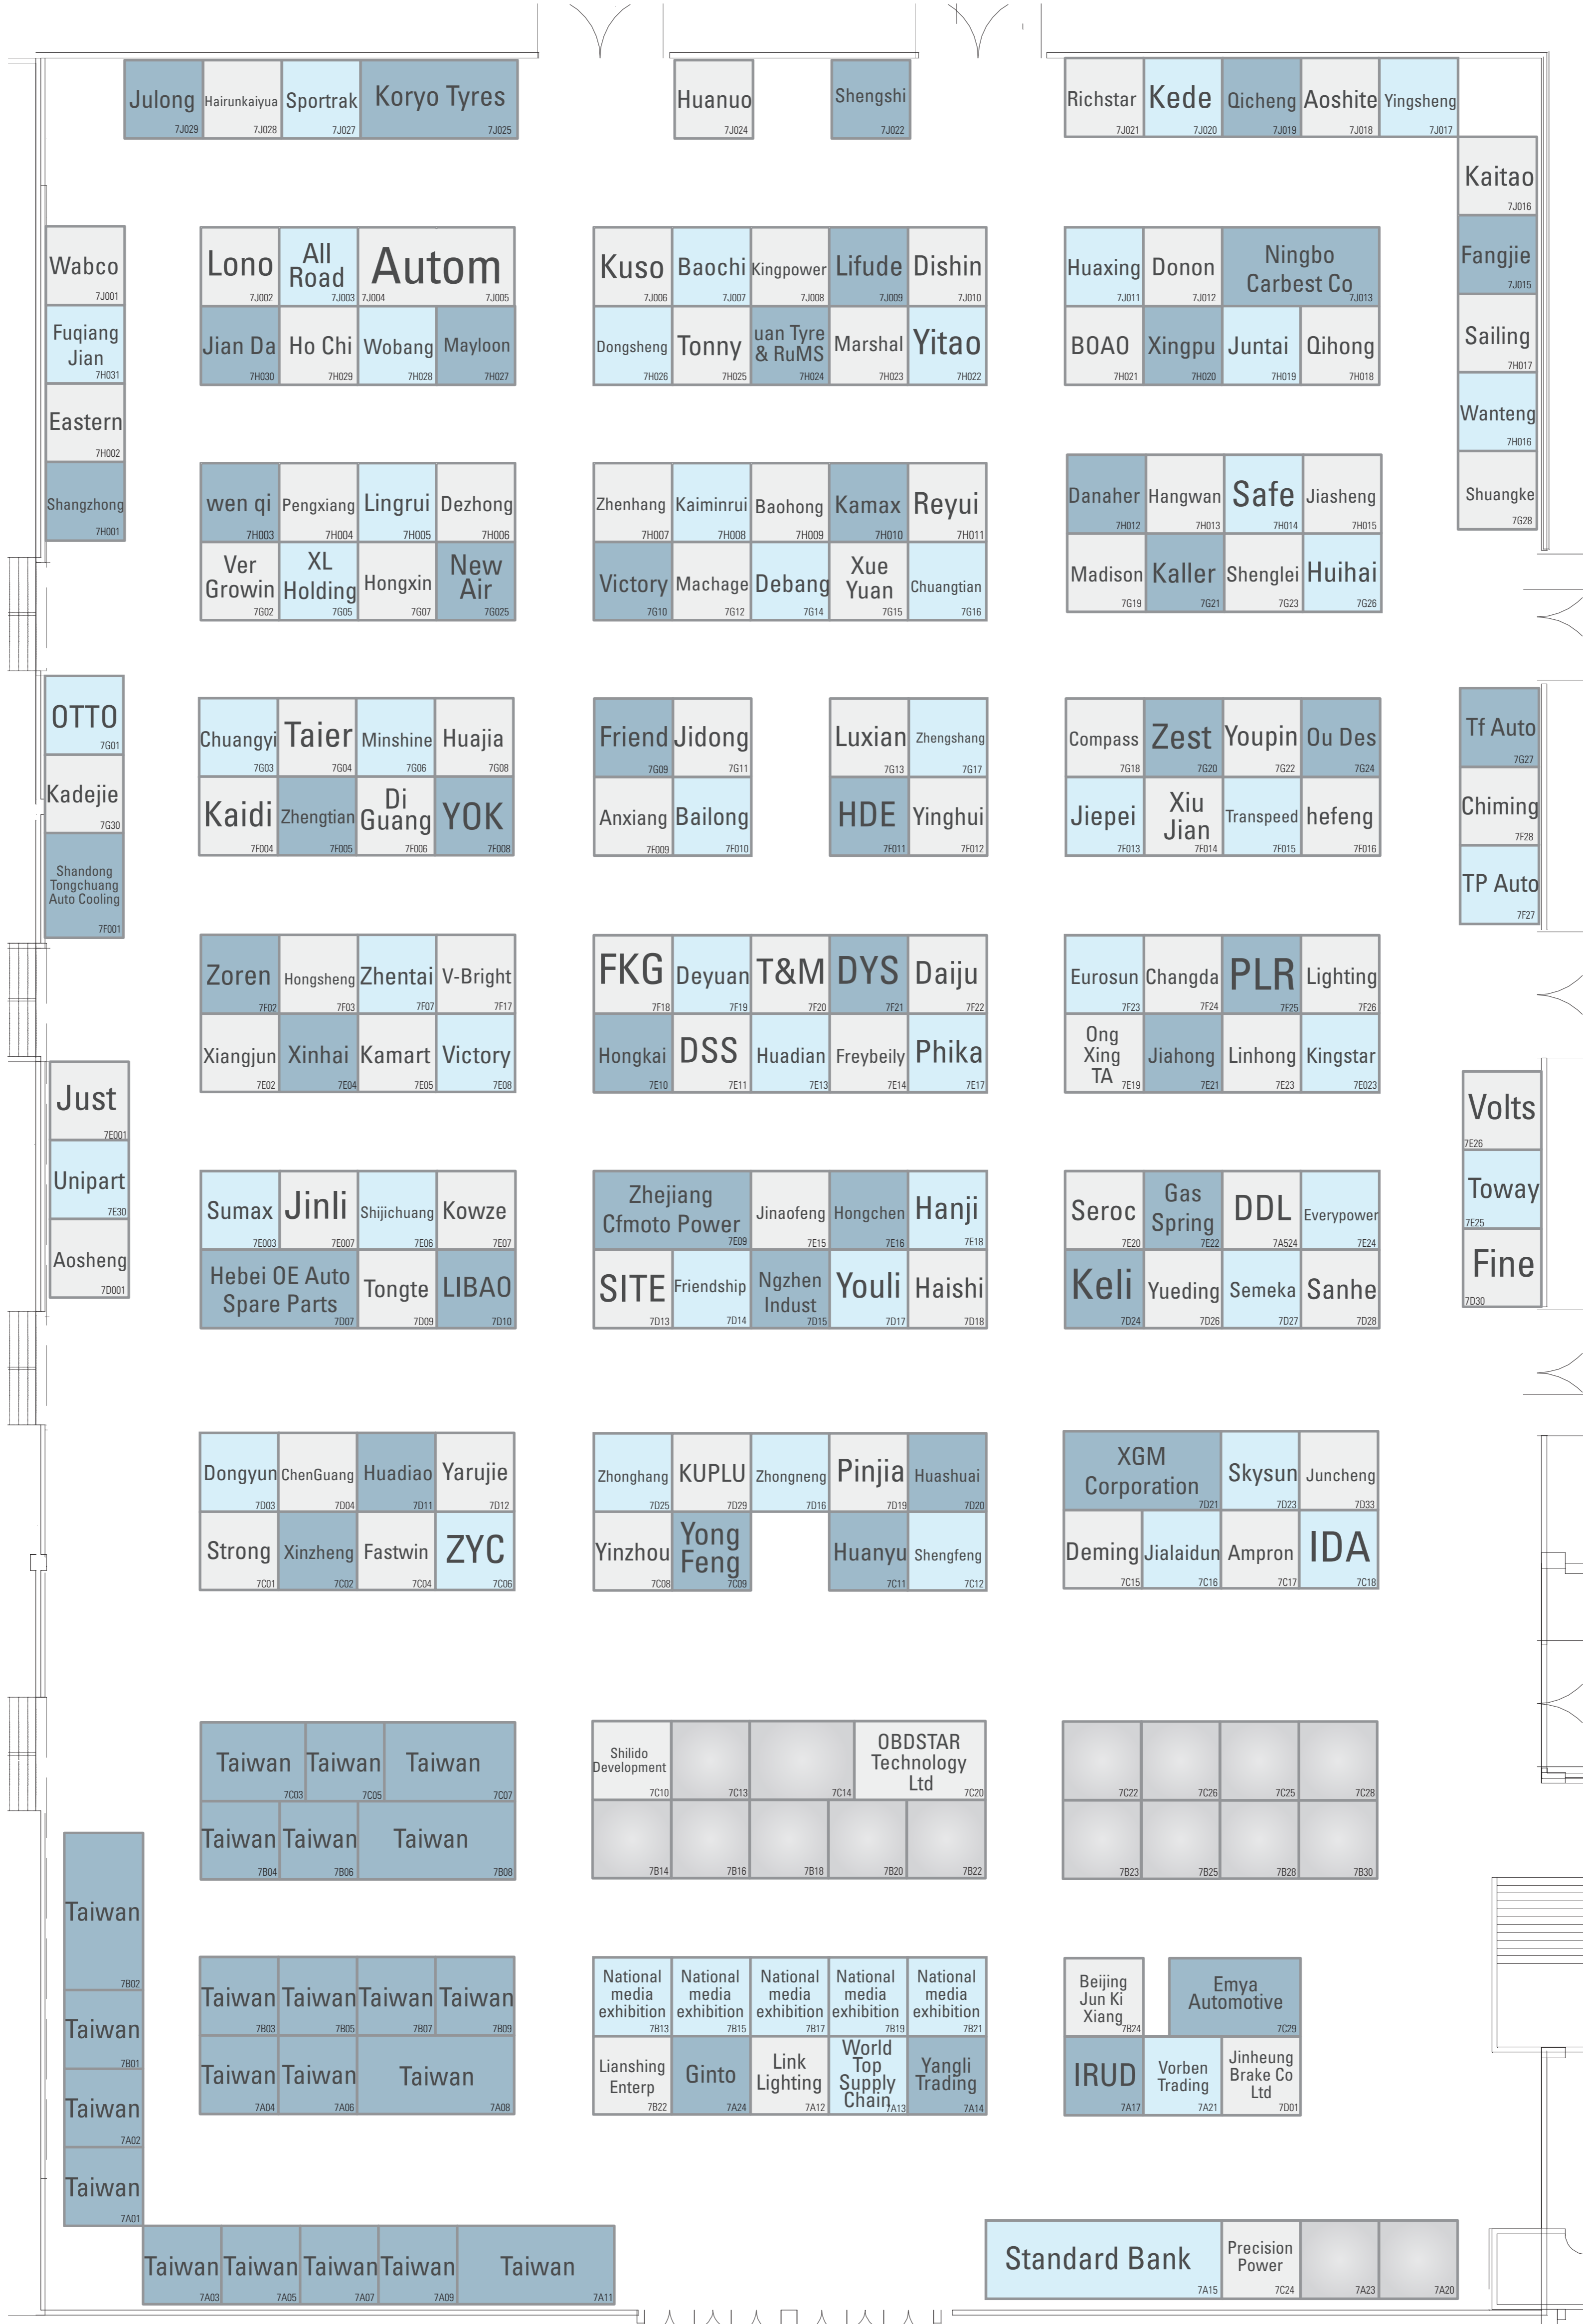 Julong
7J029
Hairunkaiyua
7J028
Sportrak
7J027
Koryo Tyres
7J025
Huanuo
7J024
Shengshi
7J022
Richstar
7J021
Kede
7J020
Qicheng
7J019
Aoshite
7J018
Yingsheng
7J017
Kaitao
7J016
Fangjie
7J015
Sailing
7H017
Wanteng
7H016
Shuangke
7G28
Wabco
7J001
Fuqiang
Jian
7H031
Eastern
7H002
Shangzhong
7H001
Lono
7J002
All
Road
7J003
7J004
Autom
7J005
Jian Da
7H030
Ho Chi
7H029
Wobang
7H028
Mayloon
7H027
Kuso
7J006
Baochi
7J007
Kingpower
7J008
Lifude
7J009
Dishin
7J010
Dongsheng
7H026
Tonny
7H025
uan Tyre
& RuMS
7H024
Marshal
7H023
Yitao
7H022
Huaxing
7J011
Donon
7J012
Ningbo
Carbest Co
7J013
BOAO
7H021
Xingpu
7H020
Juntai
7H019
Qihong
7H018
wen qi
7H003
Pengxiang
7H004
Lingrui
7H005
Dezhong
7H006
Ver
Growin
7G02
XL
Holding
7G05
Hongxin
7G07
New
Air
7G025
Zhenhang
7H007
Kaiminrui
7H008
Baohong
7H009
Kamax
7H010
Reyui
7H011
Victory
7G10
Machage
7G12
Debang
7G14
Xue
Yuan
7G15
Chuangtian
7G16
Danaher
7H012
Hangwan
7H013
Safe
7H014
Jiasheng
7H015
Madison
7G19
Kaller
7G21
Shenglei
7G23
Huihai
7G26
OTTO
7G01
Kadejie
7G30
Shandong
Tongchuang
Auto Cooling
7F001
Chuangyi
7G03
Taier
7G04
Minshine
7G06
Huajia
7G08
Kaidi
7F004
Zhengtian
7F005
Di
Guang
7F006
YOK
7F008
Friend
7G09
Jidong
7G11
Anxiang
7F009
Bailong
7F010
Luxian
7G13
Zhengshang
7G17
HDE
7F011
Yinghui
7F012
Compass
7G18
Zest
7G20
Youpin
7G22
Ou Des
7G24
Jiepei
7F013
Xiu
Jian
7F014
Transpeed
7F015
hefeng
7F016
Tf Auto
7G27
Chiming
7F28
TP Auto
7F27
Zoren
7F02
Hongsheng
7F03
Zhentai
7F07
V-Bright
7F17
Xiangjun
7E02
Xinhai
7E04
Kamart
7E05
Victory
7E08
FKG
7F18
Deyuan
7F19
T&M
7F20
DYS
7F21
Daiju
7F22
Hongkai
7E10
DSS
7E11
Huadian
7E13
Freybeily
7E14
Phika
7E17
Eurosun
7F23
Changda
7F24
PLR
7F25
Lighting
7F26
Ong
Xing
TA
7E19
Jiahong
7E21
Linhong
7E23
Kingstar
7E023
Just
7E001
Unipart
7E30
Aosheng
7D001
Volts
7E26
Toway
7E25
Fine
7D30
Sumax
7E003
Jinli
7E007
Shijichuang
7E06
Kowze
7E07
Hebei OE Auto
Spare Parts
7D07
Tongte
7D09
LIBAO
7D10
Zhejiang
Cfmoto Power
7E09
Jinaofeng
7E15
Hongchen
7E16
Hanji
7E18
SITE
7D13
Friendship
7D14
Ngzhen
Indust
7D15
Youli
7D17
Haishi
7D18
Seroc
7E20
Gas
Spring
7E22
DDL
7A524
Everypower
7E24
Keli
7D24
Yueding
7D26
Semeka
7D27
Sanhe
7D28
Dongyun
7D03
ChenGuang
7D04
Huadiao
7D11
Yarujie
7D12
Strong
7C01
Xinzheng
7C02
Fastwin
7C04
ZYC
7C06
Zhonghang
7D25
KUPLU
7D29
Zhongneng
7D16
Pinjia
7D19
Huashuai
7D20
Yinzhou
7C08
Yong
Feng
7C09
Huanyu
7C11
Shengfeng
7C12
XGM
Corporation
7D21
Skysun
7D23
Juncheng
7D33
Deming
7C15
Jialaidun
7C16
Ampron
7C17
IDA
7C18
Taiwan
7C03
Taiwan
7C05
Taiwan
7C07
Taiwan
7B04
Taiwan
7B06
Taiwan
7B08
Shilido
Development
7C10
7C13
7C14
OBDSTAR
Technology
Ltd
7C20
7B14
7B16
7B18
7B20
7B22
7C22
7C26
7C25
7C28
7B23
7B25
7B28
7B30
Taiwan
7B02
Taiwan
7B01
Taiwan
7A02
Taiwan
7A01
Taiwan
7B03
Taiwan
7B05
Taiwan
7B07
Taiwan
7B09
Taiwan
7A04
Taiwan
7A06
Taiwan
7A08
National
media
exhibition
7B13
National
media
exhibition
7B15
National
media
exhibition
7B17
National
media
exhibition
7B19
National
media
exhibition
7B21
Lianshing
Enterp
7B22
Ginto
7A24
Link
Lighting
7A12
World
Top
Supply
Chain
7A13
Yangli
Trading
7A14
Beijing
Jun Ki
Xiang
7B24
Emya
Automotive
7C29
IRUD
7A17
Vorben
Trading
7A21
Jinheung
Brake Co
Ltd
7D01
Taiwan
7A03
Taiwan
7A05
Taiwan
7A07
Taiwan
7A09
Taiwan
7A11
Standard Bank
7A15
Precision
Power
7C24
7A23
7A20